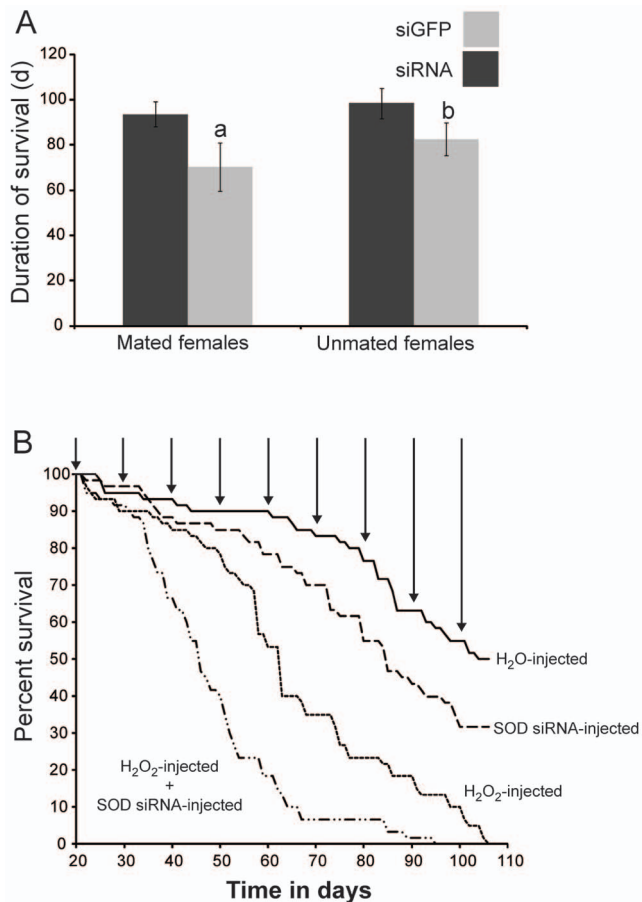 A
siGFP
siRNA
Duration of survival (d)
120
100
80
60
40
20
0
a
b
Mated females
Unmated females
B
Percent survival
100
90
80
70
60
50
40
30
20
10
0
H₂O-injected
SOD siRNA-injected
H₂O₂-injected
H₂O₂-injected
+
SOD siRNA-injected
20 30 40 50 60 70 80 90 100 110
Time in days